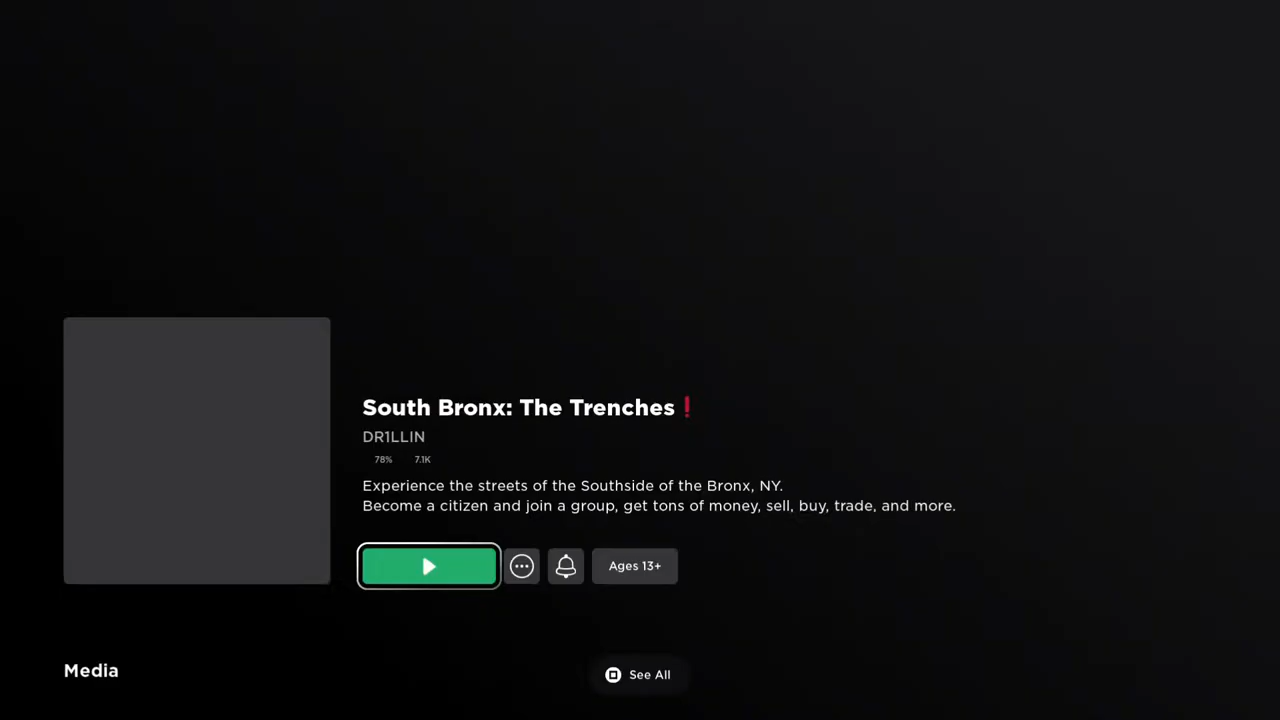 South Bronx: The Trenches❗
DR1LLIN
78% 7.1K
Experience the streets of the Southside of the Bronx, NY.
Become a citizen and join a group, get tons of money, sell, buy, trade, and more.
Ages 13+
Media
See All